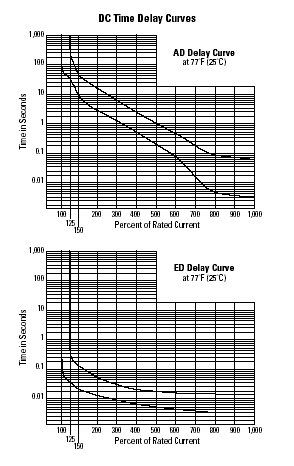 DC Time Delay Curves
AD Delay Curve
at 77°F (25°C)
Time in Seconds
1,000
100
10
1
0.1
0.01
100 200 300 400 500 600 700 800 900 1,000
125
150
Percent of Rated Current
ED Delay Curve
at 77°F (25°C)
Time in Seconds
1,000
100
10
1
0.1
0.01
100 200 300 400 500 600 700 800 900 1,000
125
150
Percent of Rated Current